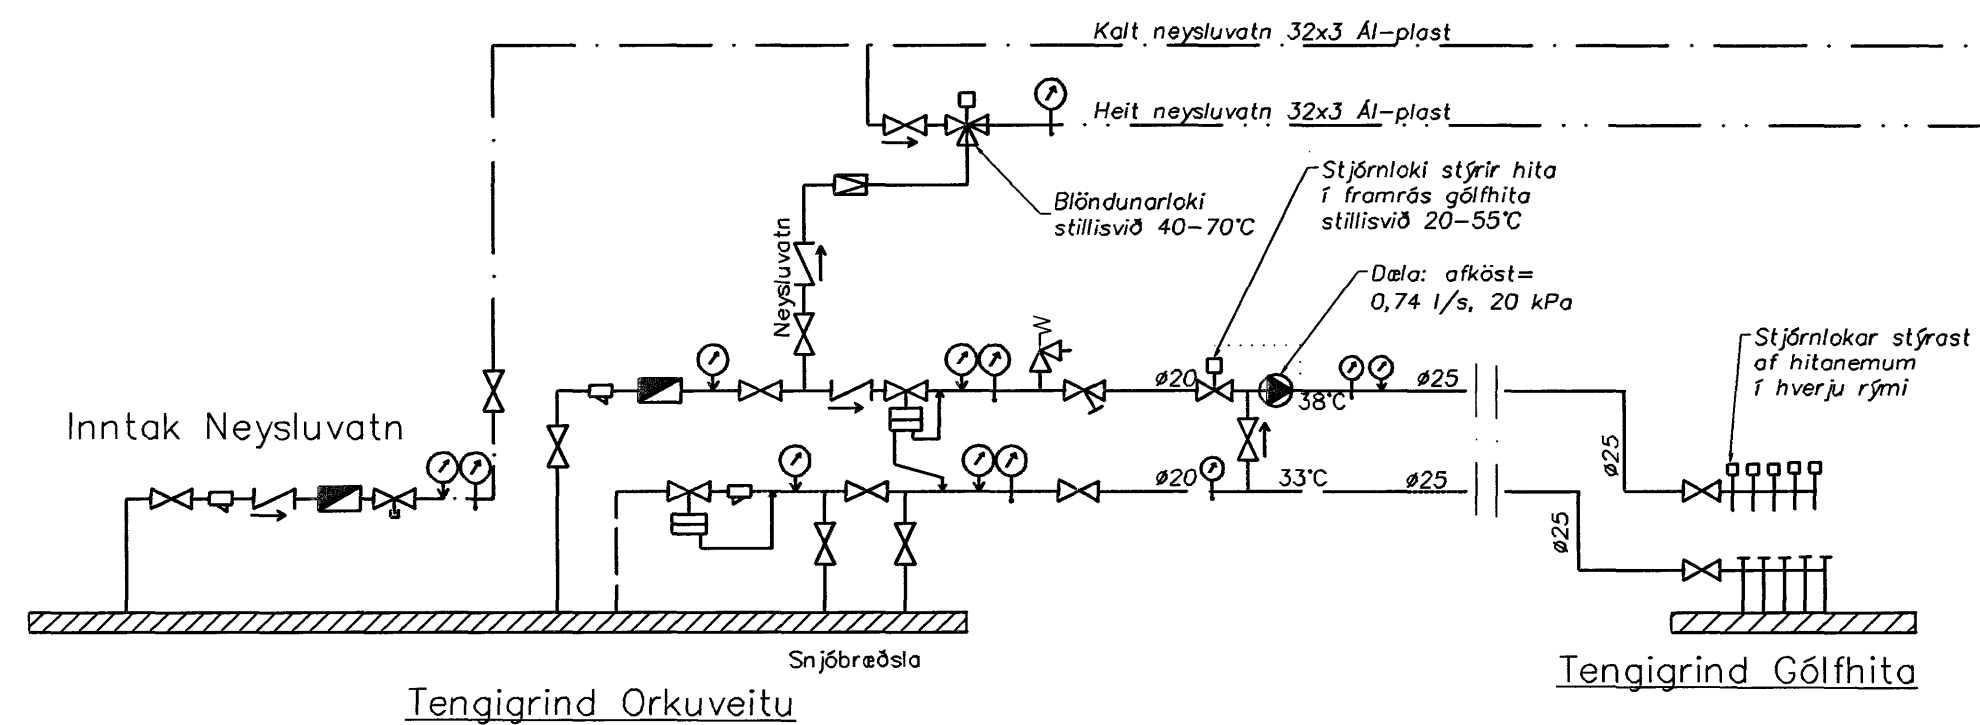 Kalt neysluvatn 32x3 Ál-plast
Heit neysluvatn 32x3 Ál-plast
Stjórnloki stýrir hita
í framrás gólfhita
stillisvið 20-55°C
Blöndunarloki
stillisvið 40-70°C
Neysluvatn
Dæla: afköst=
0,74 l/s, 20 kPa
Stjórnlokar stýrast
af hitanemum
í hverju rými
ø20
38°C
ø25
Inntak Neysluvatn
ø25
ø20
33°C
ø25
ø25
Snjóbræðsla
Tengigrind Gólfhita
Tengigrind Orkuveitu